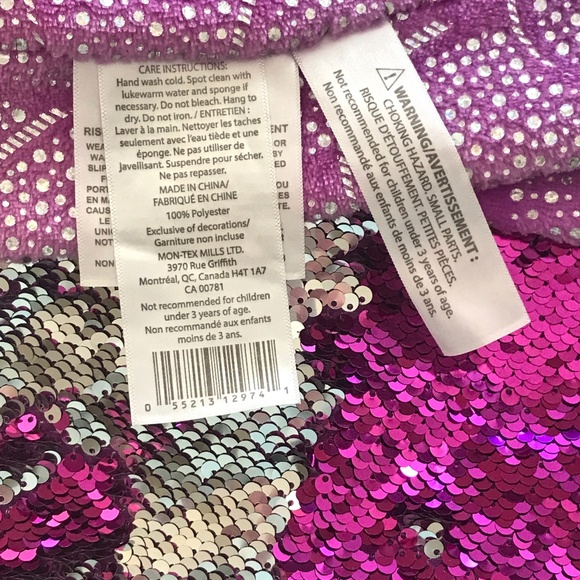 CARE INSTRUCTIONS:
Hand wash cold. Spot clean with
lukewarm water and sponge if
necessary. Do not bleach. Hang to
dry. Do not iron. / ENTRETIEN :
Laver à la main. Nettoyer les taches
seulement avec l'eau tiède et une
éponge. Ne pas utiliser de
javellisant. Suspendre pour sécher.
Ne pas repasser.
MADE IN CHINA/
FABRIQUÉ EN CHINE
100% Polyester
Exclusive of decorations/
Garniture non incluse
MON-TEX MILLS LTD.
3970 Rue Griffith
Montréal, QC, Canada H4T 1A7
CA 00781
Not recommended for children
under 3 years of age.
Non recommandé aux enfants
moins de 3 ans.
0 55213 12974 1
WARNING/AVERTISSEMENT :
CHOKING HAZARD. SMALL PARTS.
RISQUE D'ÉTOUFFEMENT. PETITES PIÈCES.
Not recommended for children under 3 years of age.
Non recommandé aux enfants de moins de 3 ans.